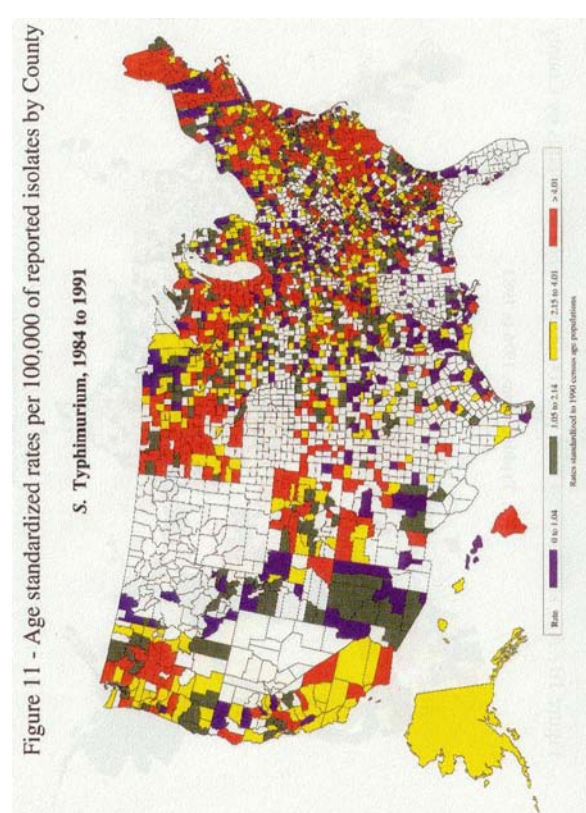 Figure 11 - Age standardized rates per 100,000 of reported isolates by County
S. Typhimurium, 1984 to 1991
Rate 0 to 1.04 1.05 to 2.14 2.15 to 4.01 > 4.01
Rates standardized to 1990 census age populations